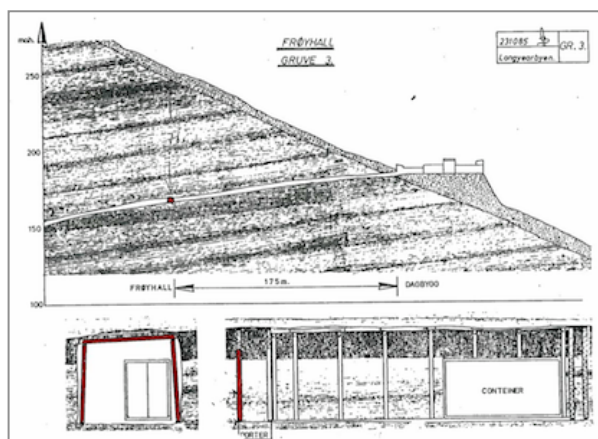 moh.
FRØYHALL
GRUVE 3.
231085
Longyearbyen.
GR. 3.
250
200
150
100
FRØYHALL
175 m.
DAGBYGG
CONTEINER
PORTER